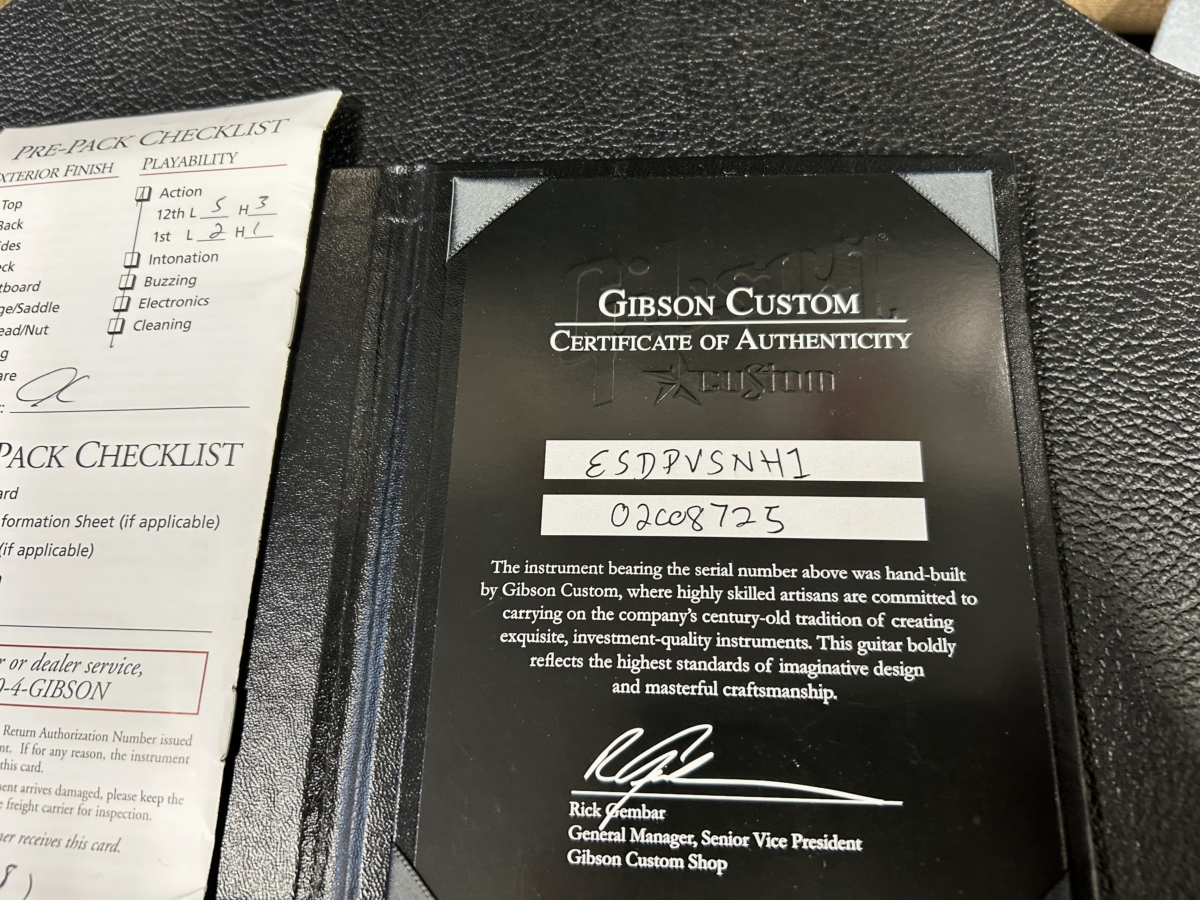 PRE-PACK CHECKLIST
XTERIOR FINISH
PLAYABILITY
Top
Back
ides
ck
tboard
ge/Saddle
ead/Nut
g
are
:
Action
12th L 5 H 3
1st L 2 H 1
Intonation
Buzzing
Electronics
Cleaning
PACK CHECKLIST
ard
formation Sheet (if applicable)
(if applicable)
r or dealer service,
0-4-GIBSON
Return Authorization Number issued
nt. If for any reason, the instrument
this card.
ent arrives damaged, please keep the
e freight carrier for inspection.
er receives this card.
Gibson
GIBSON CUSTOM
CERTIFICATE OF AUTHENTICITY
custom
ESDPVSNH1
02C08725
The instrument bearing the serial number above was hand-built
by Gibson Custom, where highly skilled artisans are committed to
carrying on the company's century-old tradition of creating
exquisite, investment-quality instruments. This guitar boldly
reflects the highest standards of imaginative design
and masterful craftsmanship.
Rick Gembar
General Manager, Senior Vice President
Gibson Custom Shop